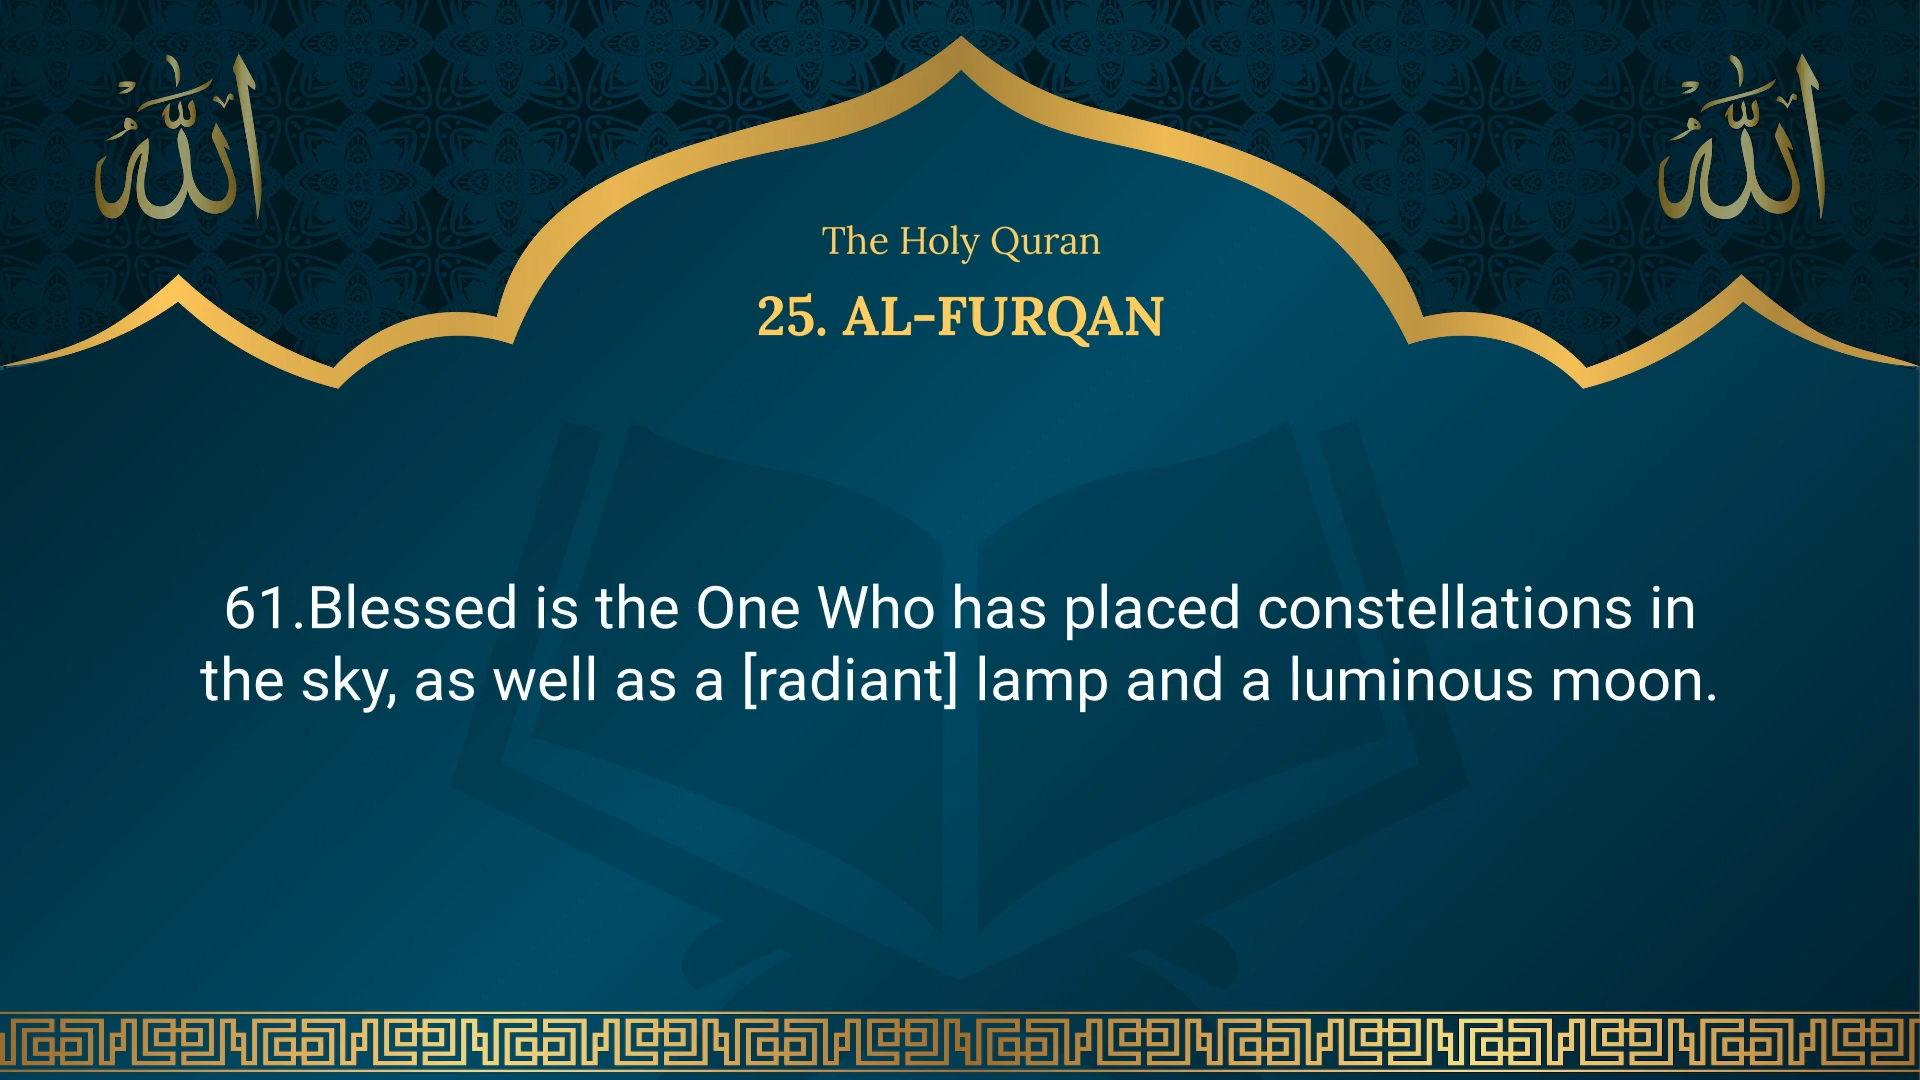 الله
الله
The Holy Quran
25. AL-FURQAN
61.Blessed is the One Who has placed constellations in
the sky, as well as a [radiant] lamp and a luminous moon.